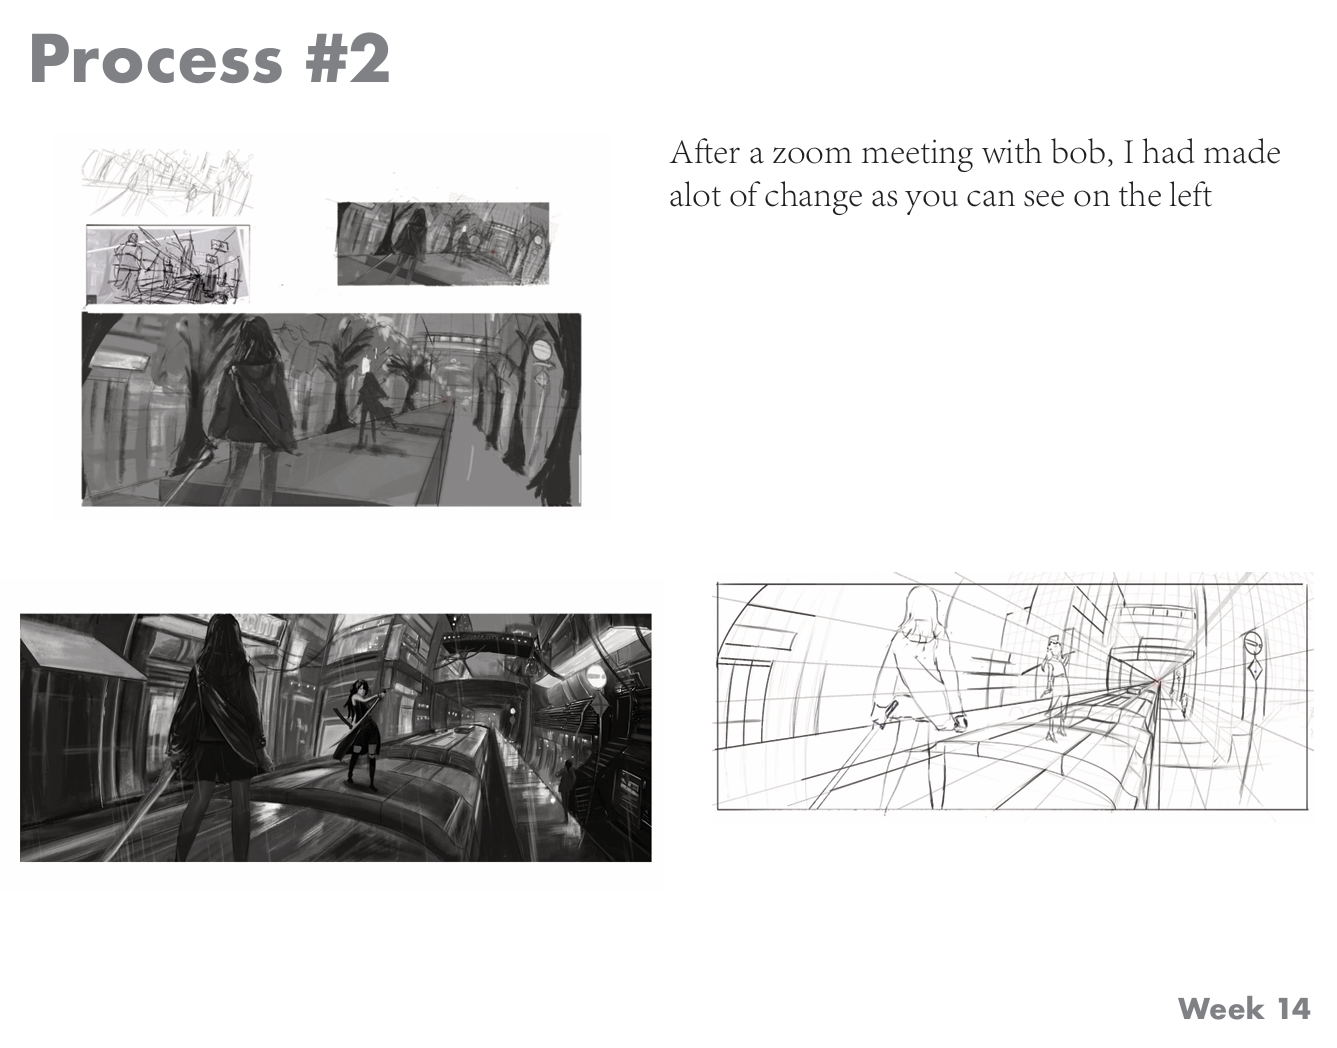 Process #2
After a zoom meeting with bob, I had made
alot of change as you can see on the left
Week 14